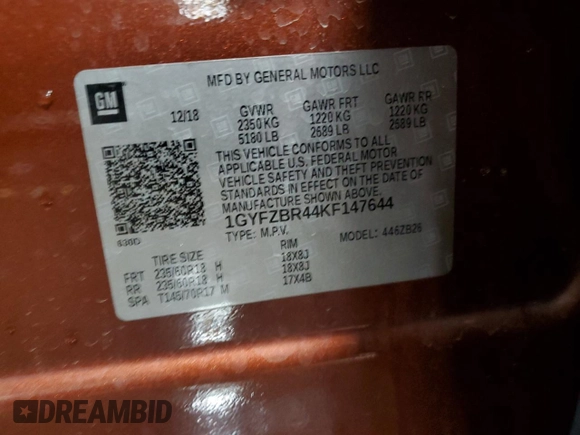 MFD BY GENERAL MOTORS LLC
GM
12/18
GVWR
2350 KG
5180 LB
GAWR FRT
1220 KG
2689 LB
GAWR RR
1220 KG
2689 LB
THIS VEHICLE CONFORMS TO ALL
APPLICABLE U.S. FEDERAL MOTOR
VEHICLE SAFETY AND THEFT PREVENTION
STANDARDS IN EFFECT ON THE DATE OF
MANUFACTURE SHOWN ABOVE.
1GYFZBR44KF147644
TYPE: M.P.V.
MODEL: 446ZB26
TIRE SIZE RIM
FRT 235/60R18 H 18X8J
RR 235/60R18 H 18X8J
SPA T145/70R17 M 17X4B
DREAMBID